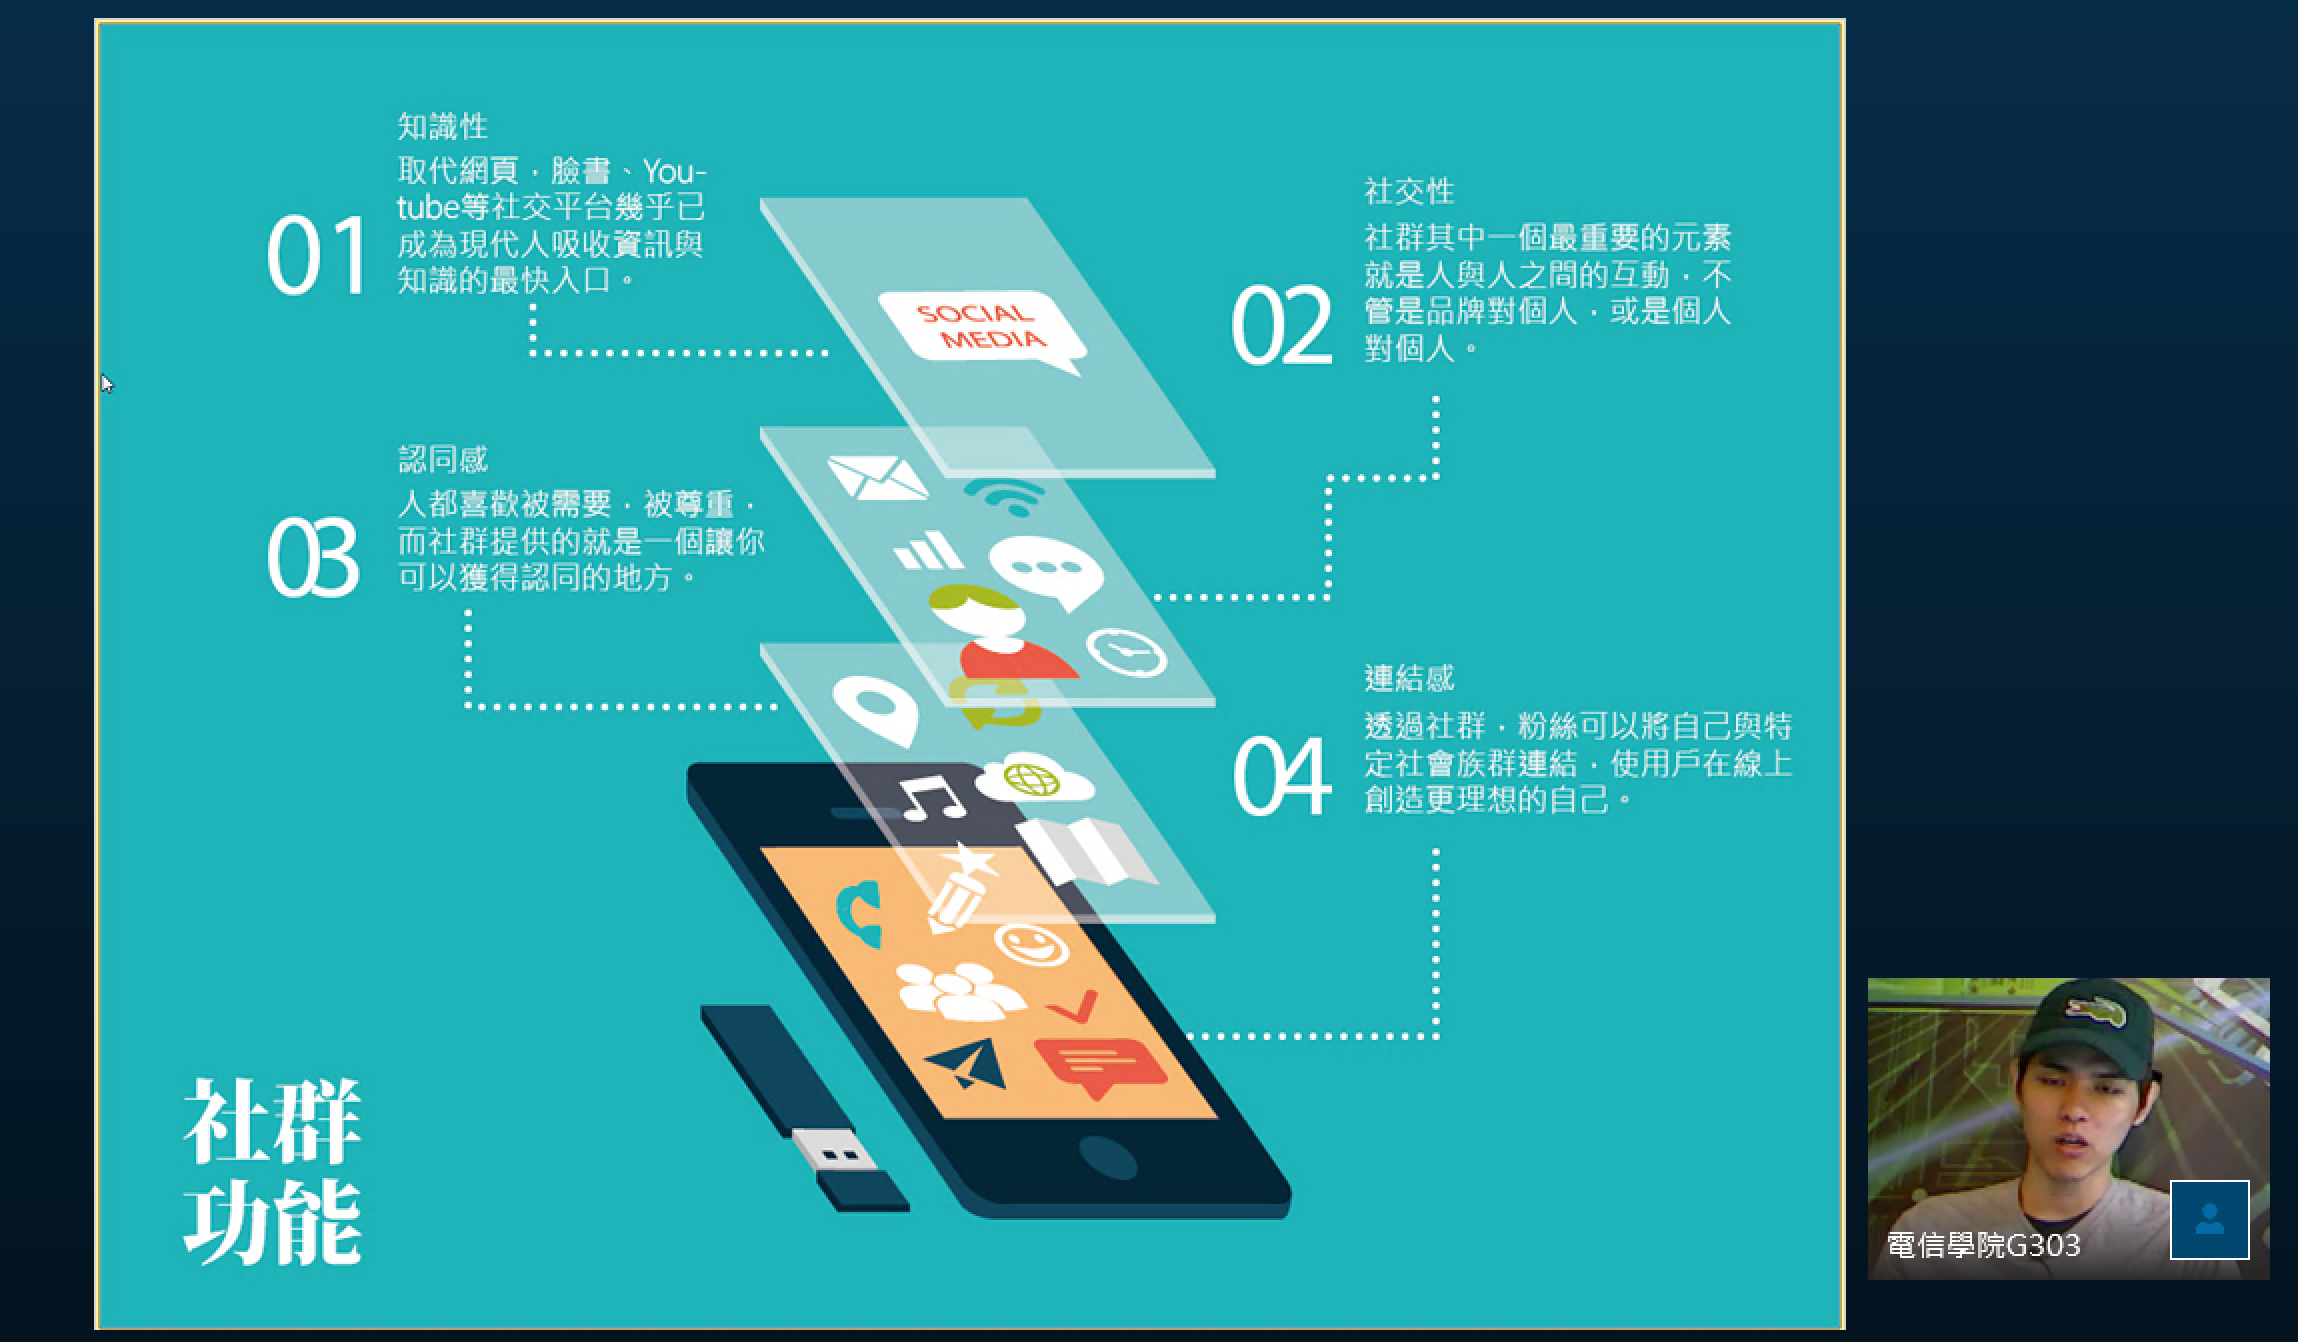 知識性
取代網頁，臉書、You-
tube等社交平台幾乎已
成為現代人吸收資訊與
知識的最快入口。
01
SOCIAL
MEDIA
社交性
社群其中一個最重要的元素
就是人與人之間的互動，不
管是品牌對個人，或是個人
對個人。
02
認同感
人都喜歡被需要，被尊重，
而社群提供的就是一個讓你
可以獲得認同的地方。
03
連結感
透過社群，粉絲可以將自己與特
定社會族群連結，使用戶在線上
創造更理想的自己。
04
社群
功能
電信學院G303